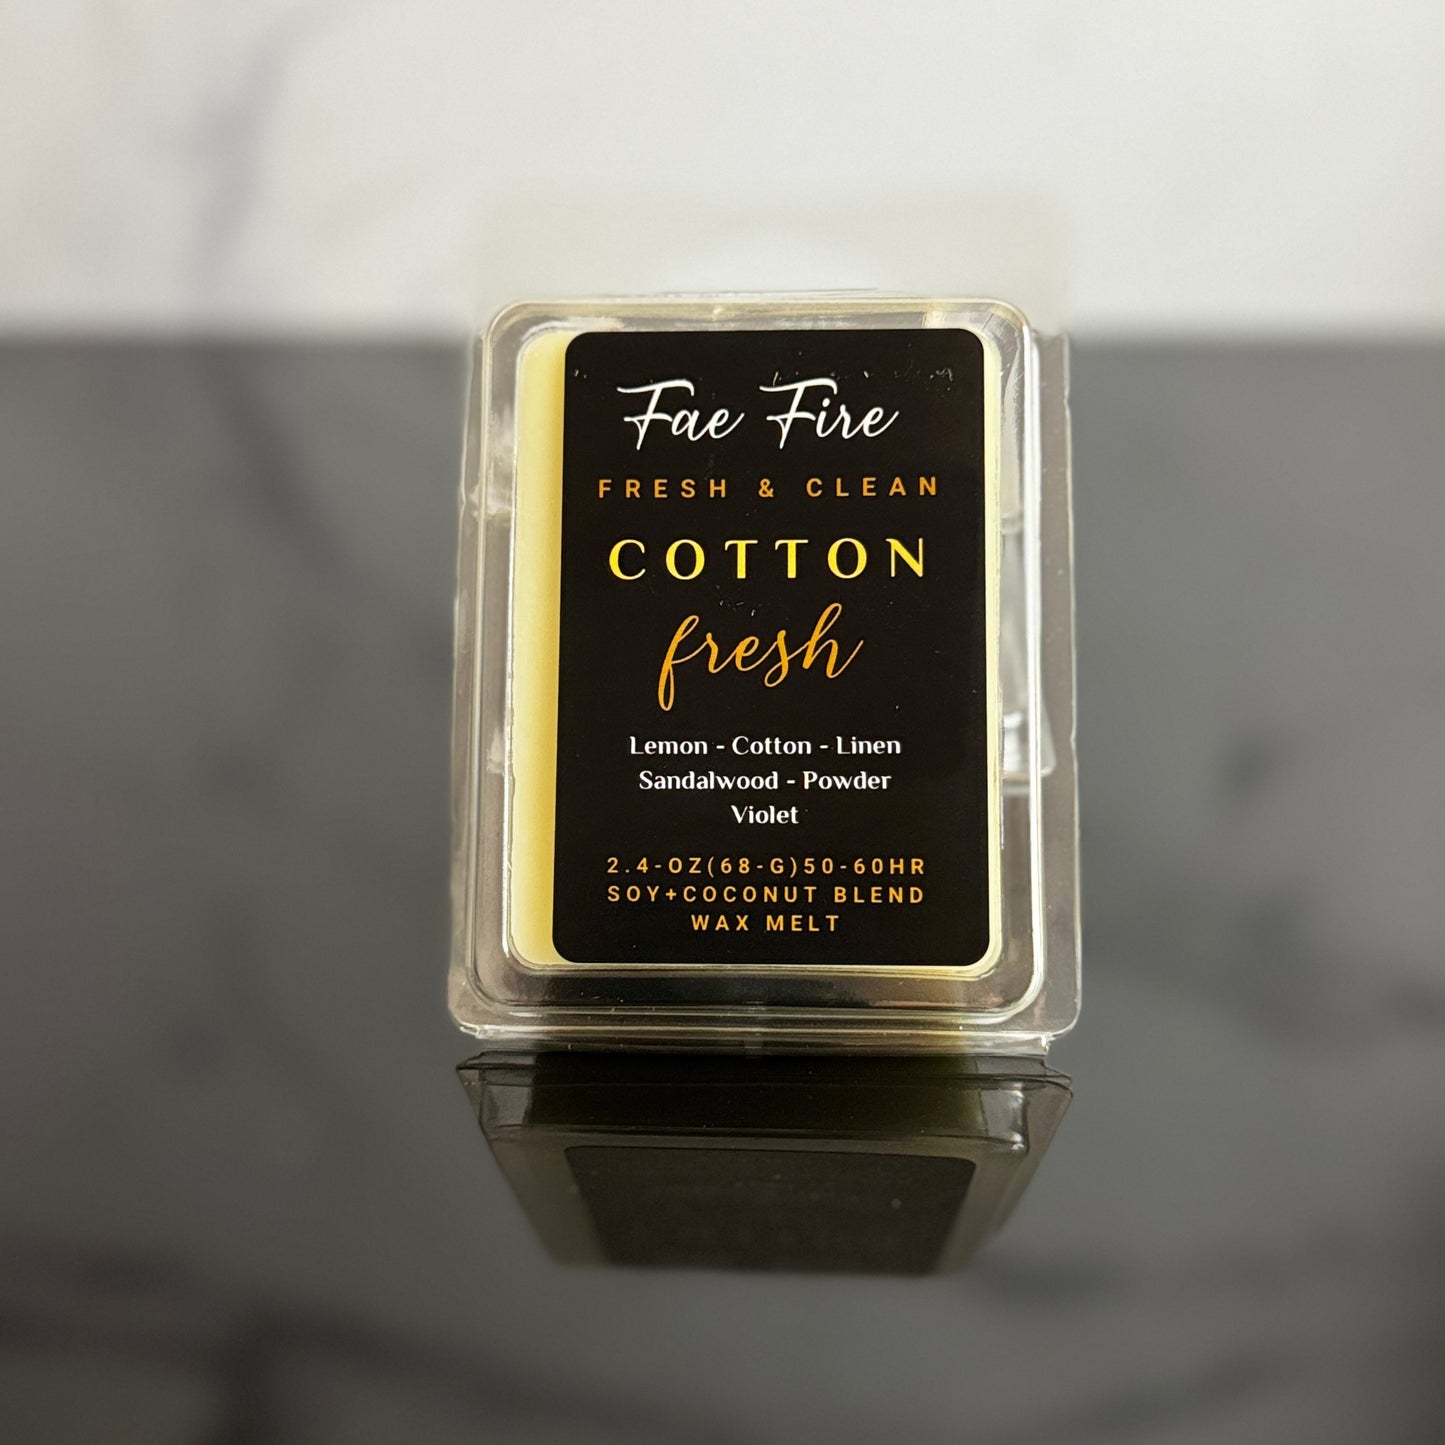 Fae Fire
FRESH & CLEAN
COTTON
fresh
Lemon - Cotton - Linen
Sandalwood - Powder
Violet
2.4-OZ(68-G)50-60HR
SOY+COCONUT BLEND
WAX MELT